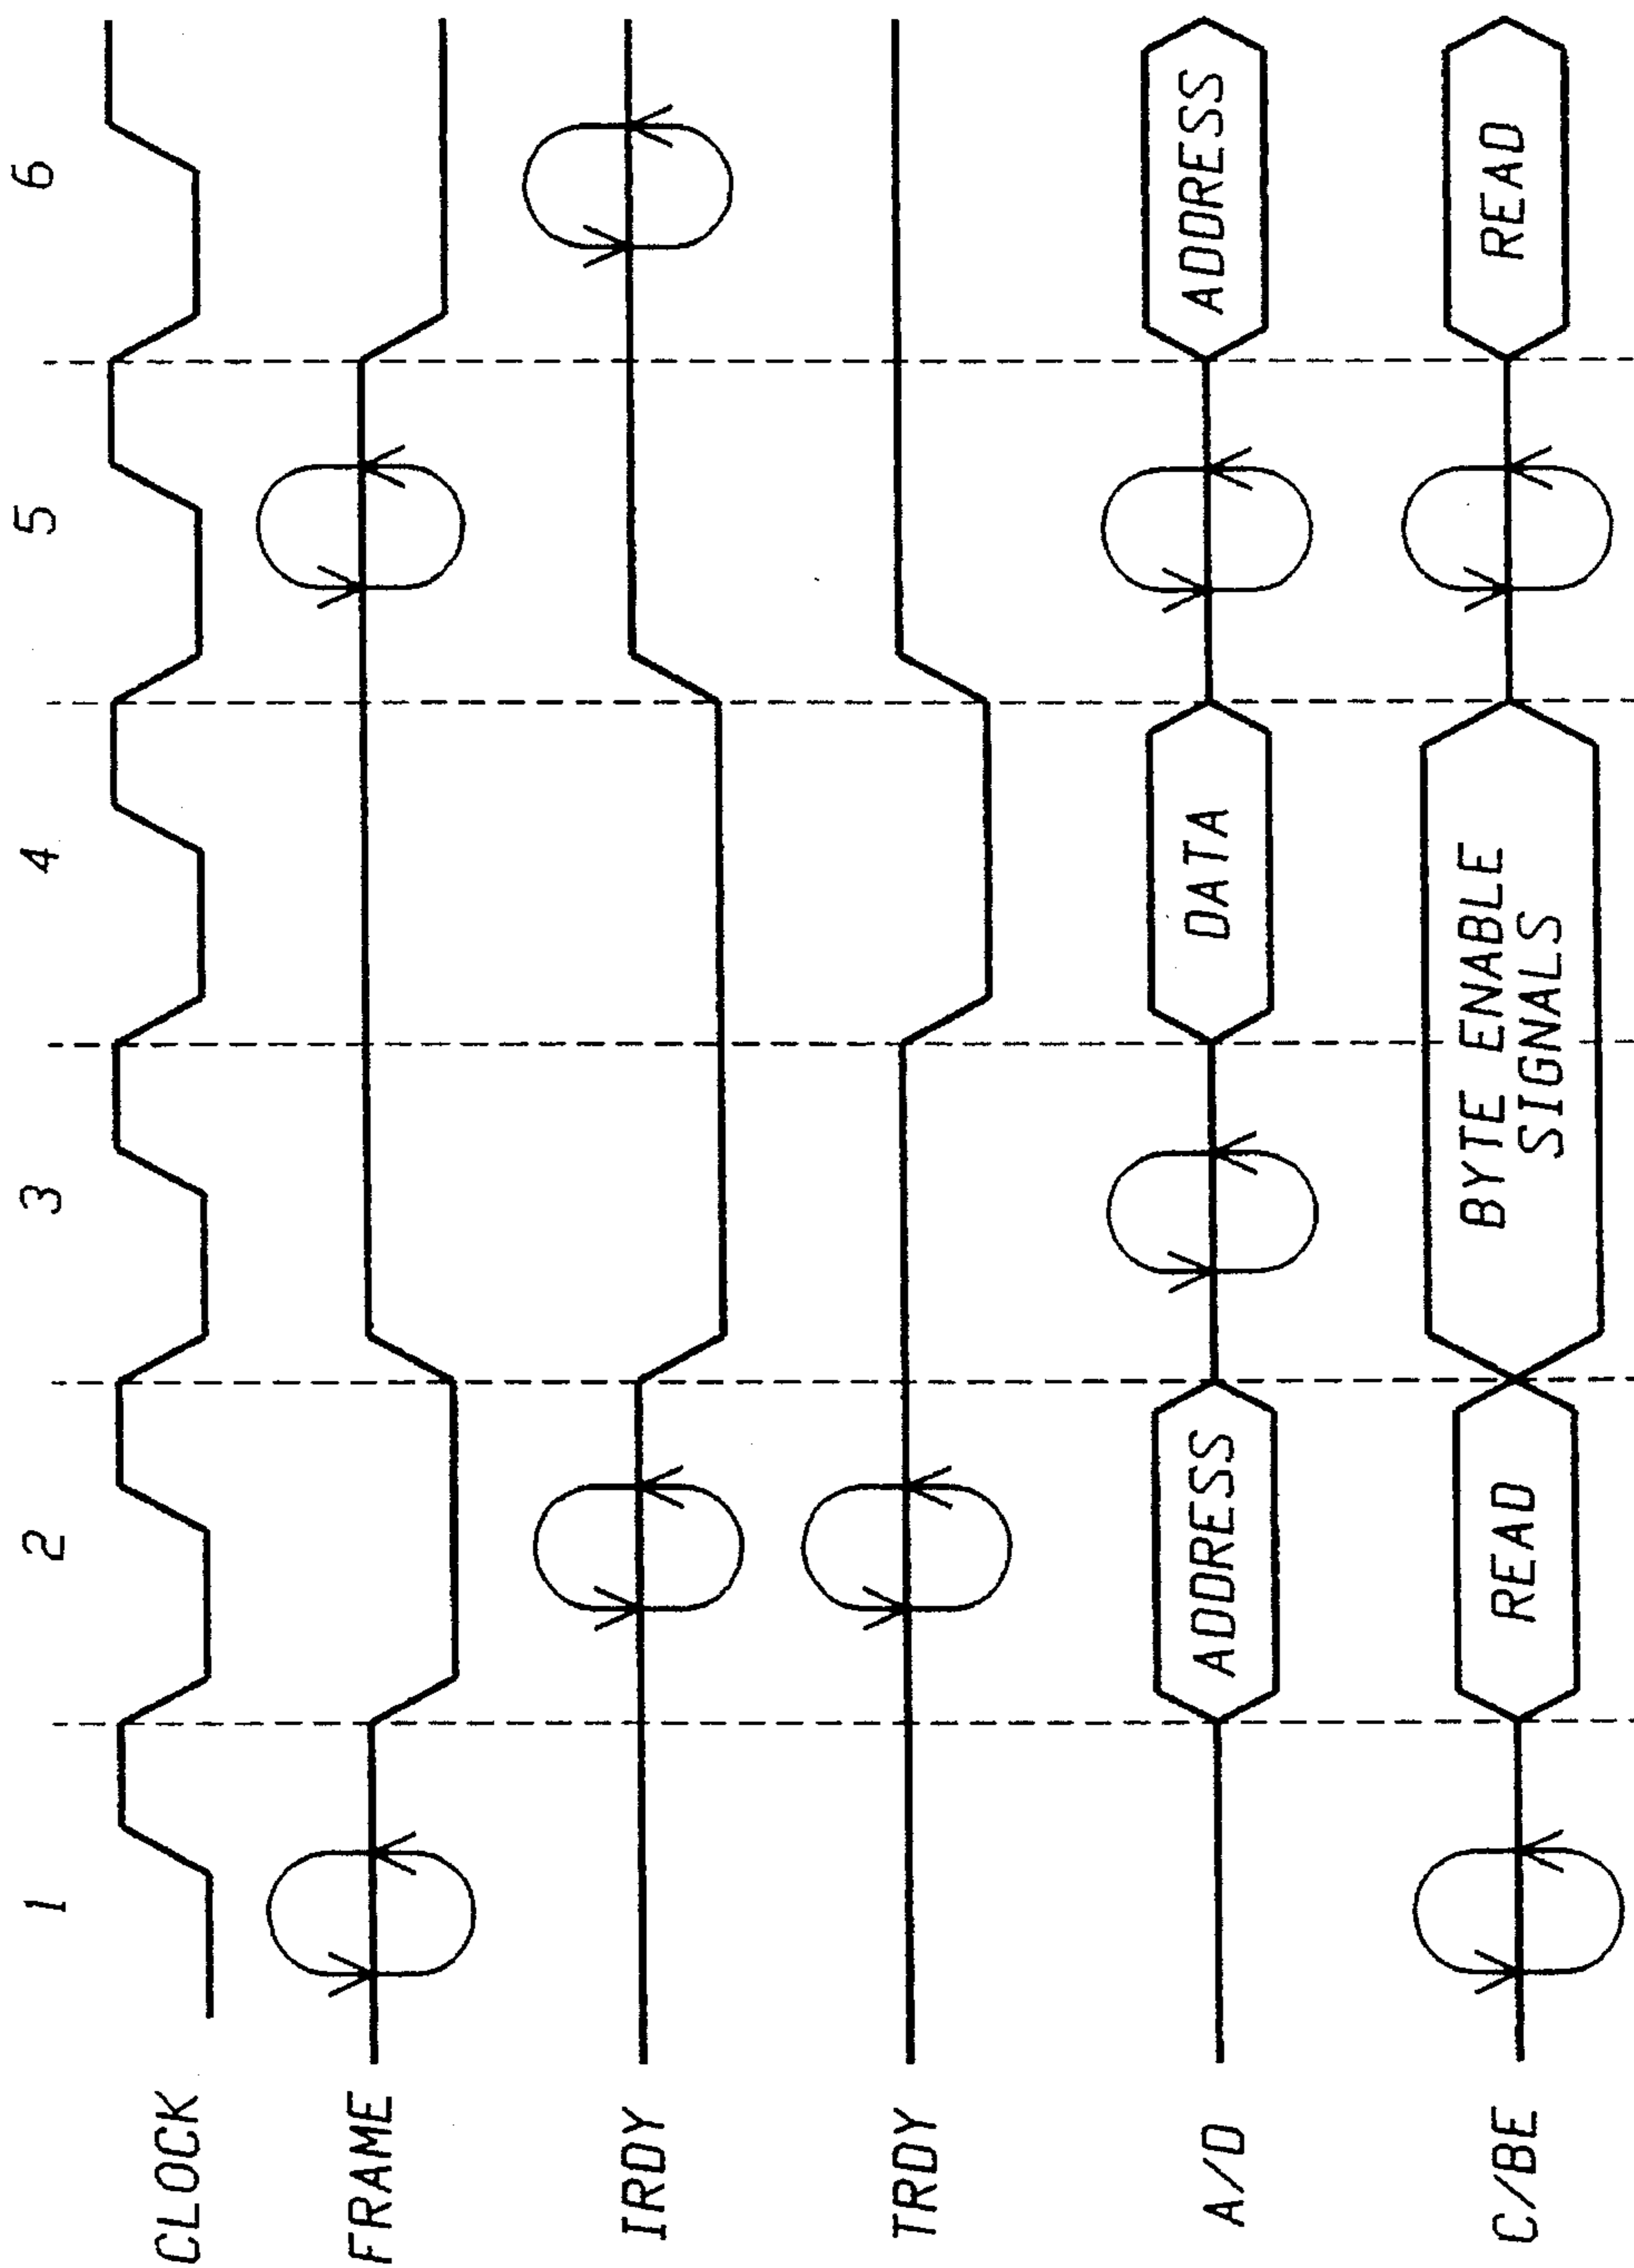 1 2 3 4 5 6
CLOCK
FRAME
IRDY
TRDY
A/D ADDRESS DATA ADDRESS
C/BE READ BYTE ENABLE READ
SIGNALS